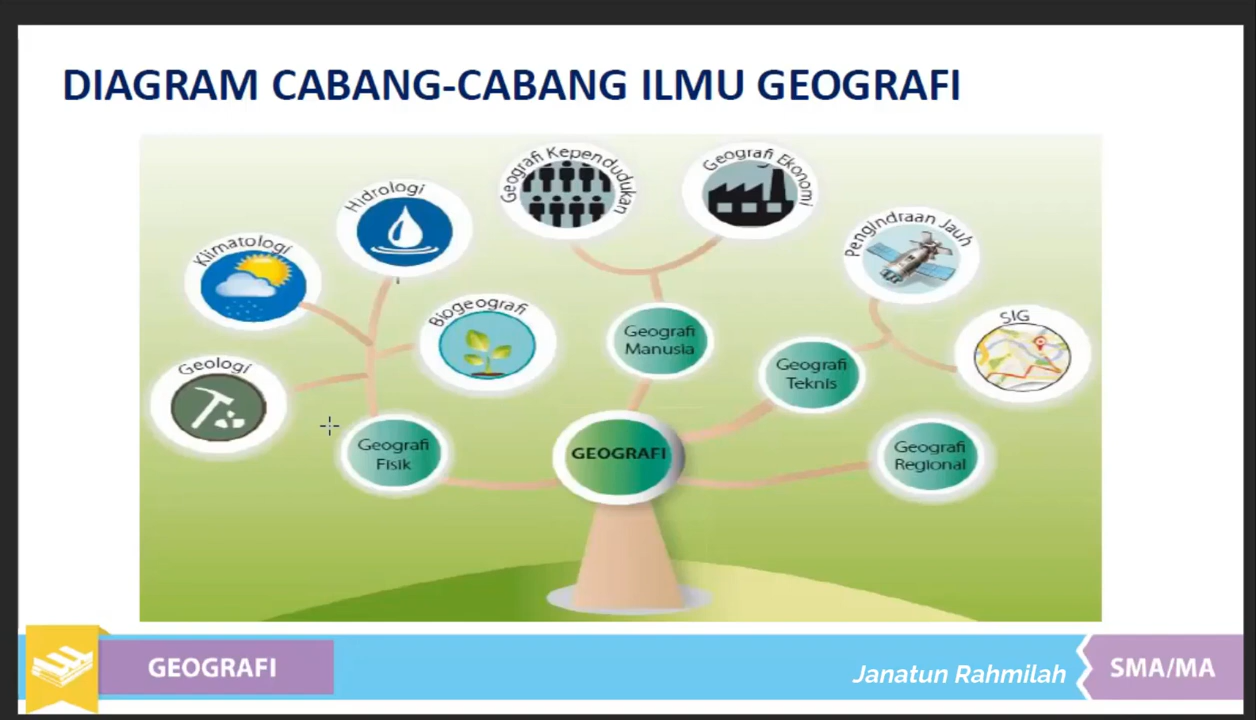 DIAGRAM CABANG-CABANG ILMU GEOGRAFI
Geografi Kependudukan
Geografi Ekonomi
Hidrologi
Pengindraan Jauh
Klimatologi
Biogeografi
SIG
Geografi
Manusia
Geografi
Teknis
Geologi
Geografi
Fisik
GEOGRAFI
Geografi
Regional
GEOGRAFI
Janatun Rahmilah
SMA/MA